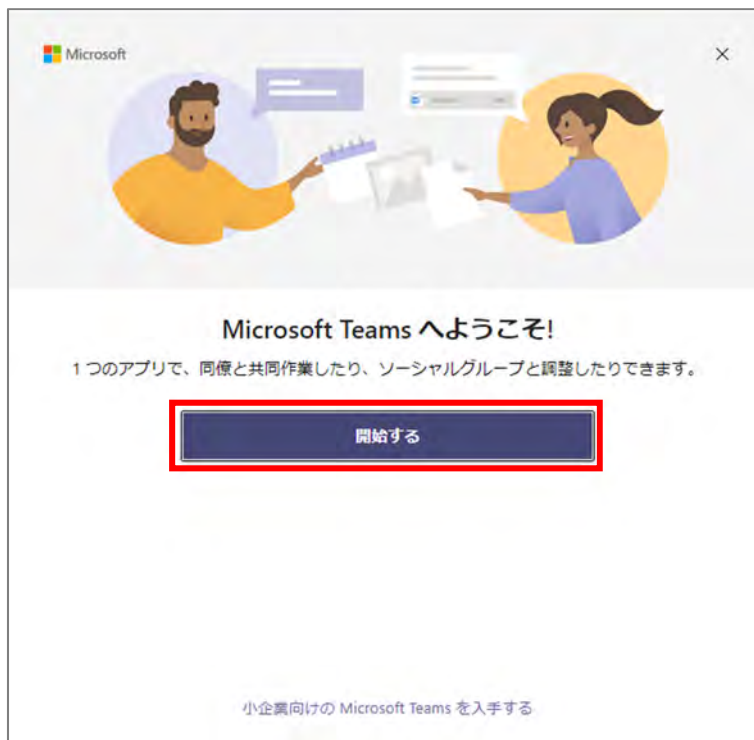 Microsoft
Microsoft Teams へようこそ!
1 つのアプリで、同僚と共同作業したり、ソーシャルグループと調整したりできます。
開始する
小企業向けの Microsoft Teams を入手する